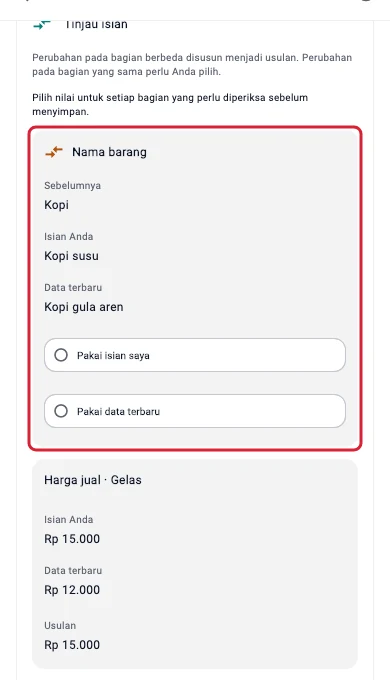 Tinjau isian
Perubahan pada bagian berbeda disusun menjadi usulan. Perubahan
pada bagian yang sama perlu Anda pilih.
Pilih nilai untuk setiap bagian yang perlu diperiksa sebelum
menyimpan.
Nama barang
Sebelumnya
Kopi
Isian Anda
Kopi susu
Data terbaru
Kopi gula aren
Pakai isian saya
Pakai data terbaru
Harga jual · Gelas
Isian Anda
Rp 15.000
Data terbaru
Rp 12.000
Usulan
Rp 15.000